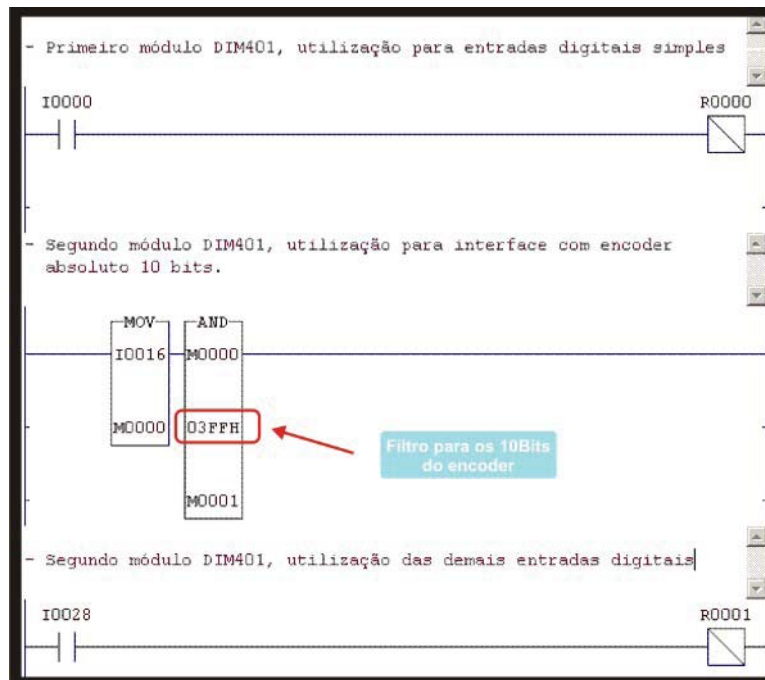 - Primeiro módulo DIM401, utilização para entradas digitais simples
I0000
R0000
- Segundo módulo DIM401, utilização para interface com encoder
absoluto 10 bits.
MOV
AND
I0016
M0000
M0000
03FFH
M0001
Filtro para os 10Bits
do encoder
- Segundo módulo DIM401, utilização das demais entradas digitais
I0028
R0001